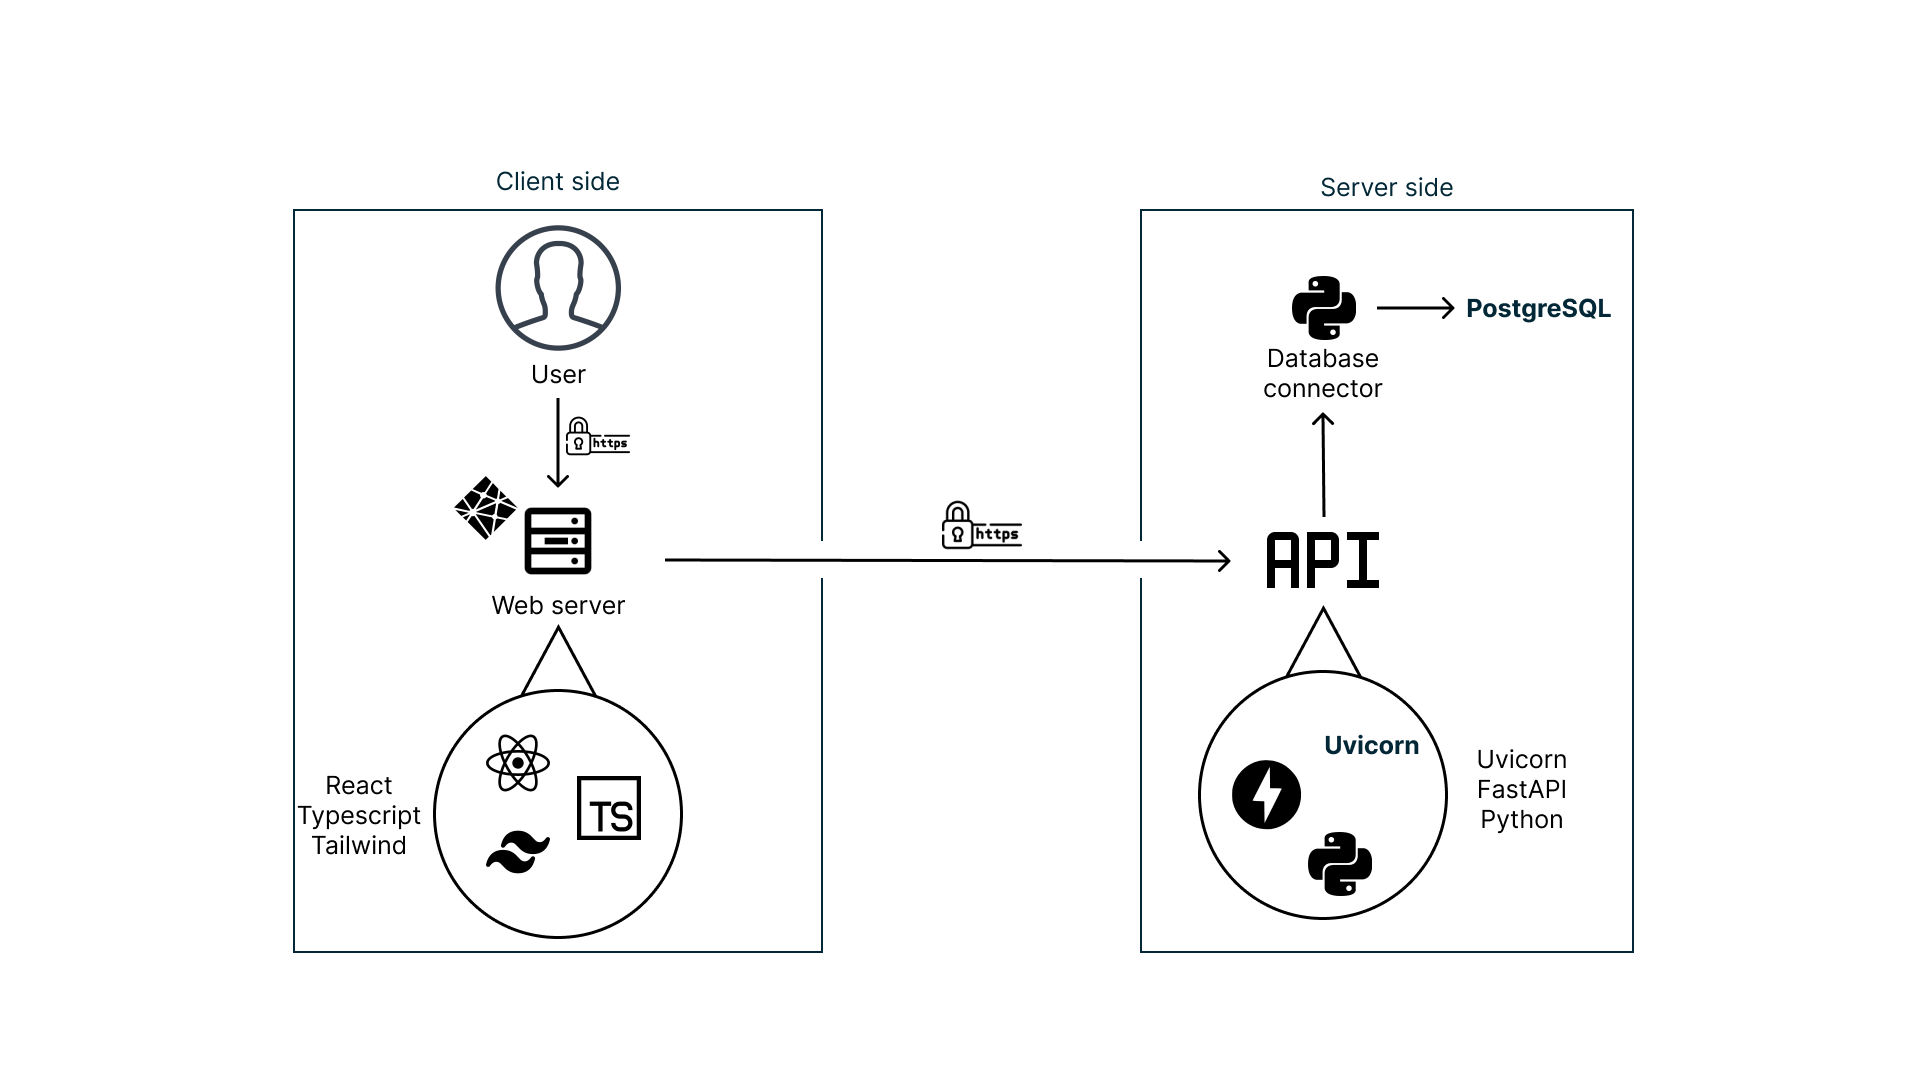 Client side
User
https
Web server
React
Typescript
Tailwind
TS
https
Server side
Database
connector
PostgreSQL
API
Uvicorn
Uvicorn
FastAPI
Python